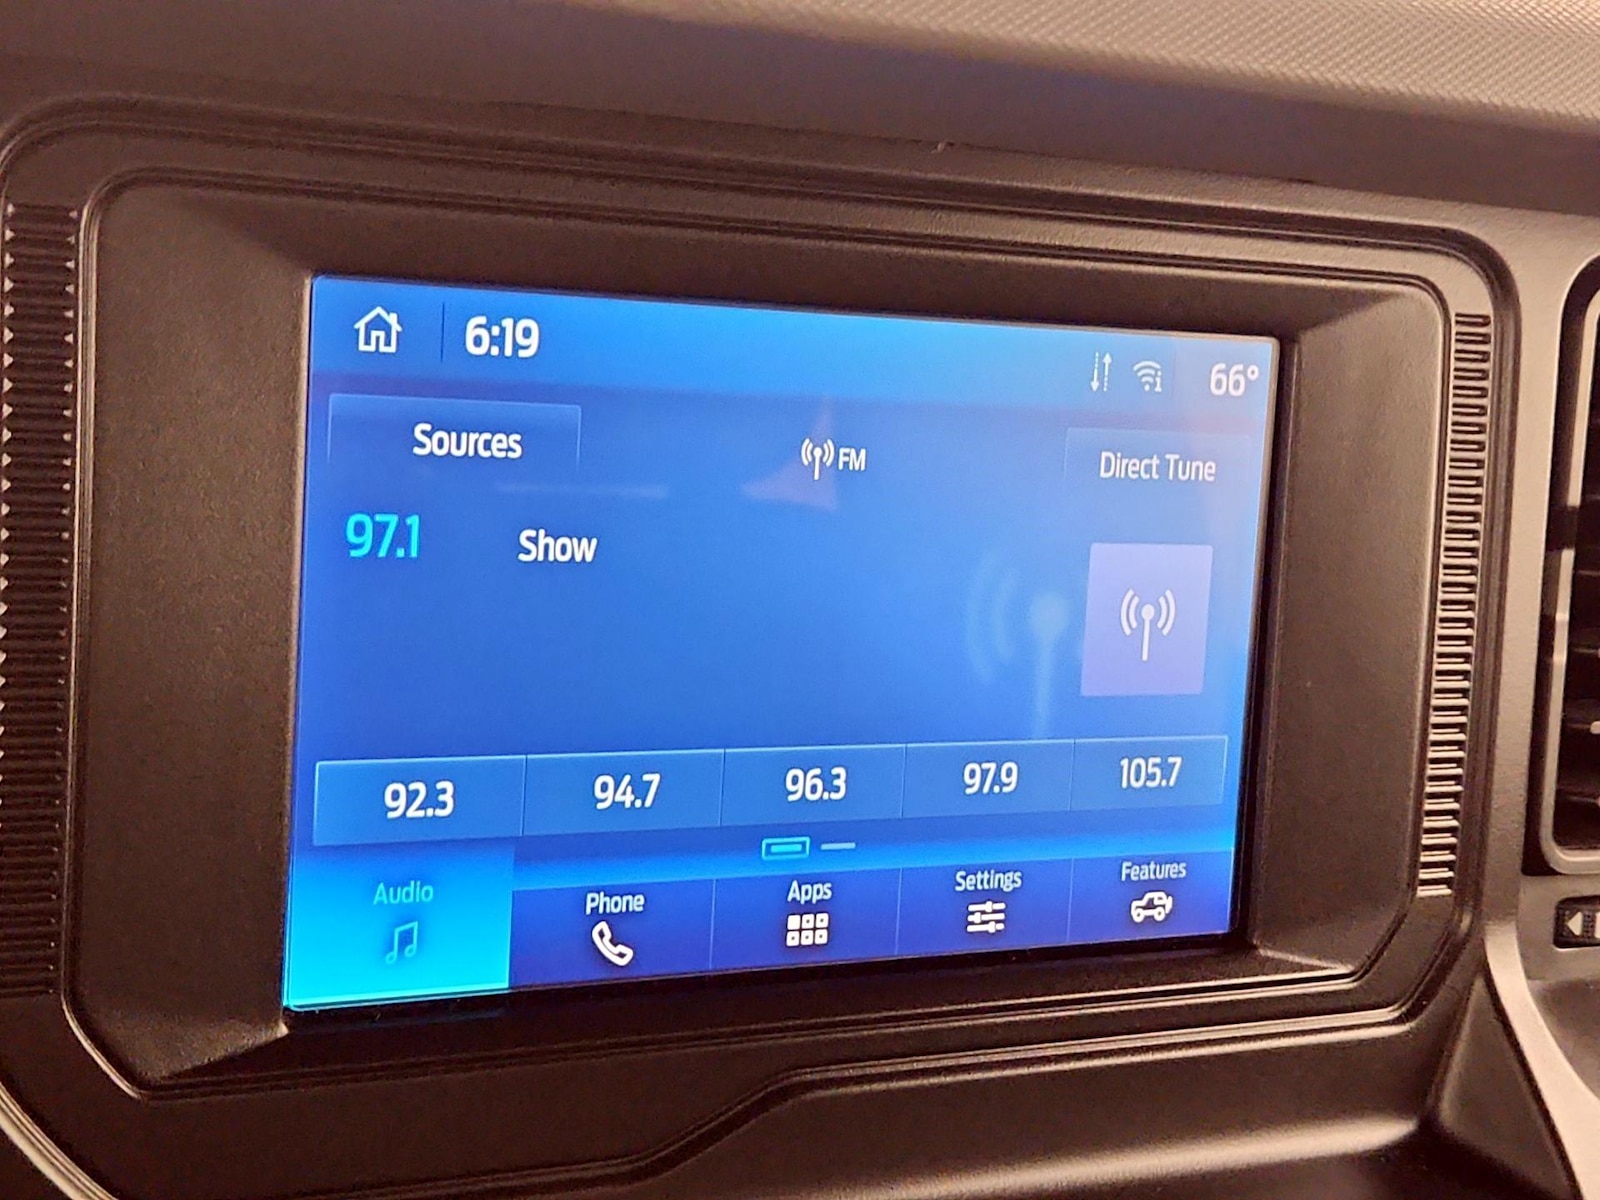 6:19
66°
Sources
FM
Direct Tune
97.1
Show
92.3
94.7
96.3
97.9
105.7
Audio
Phone
Apps
Settings
Features